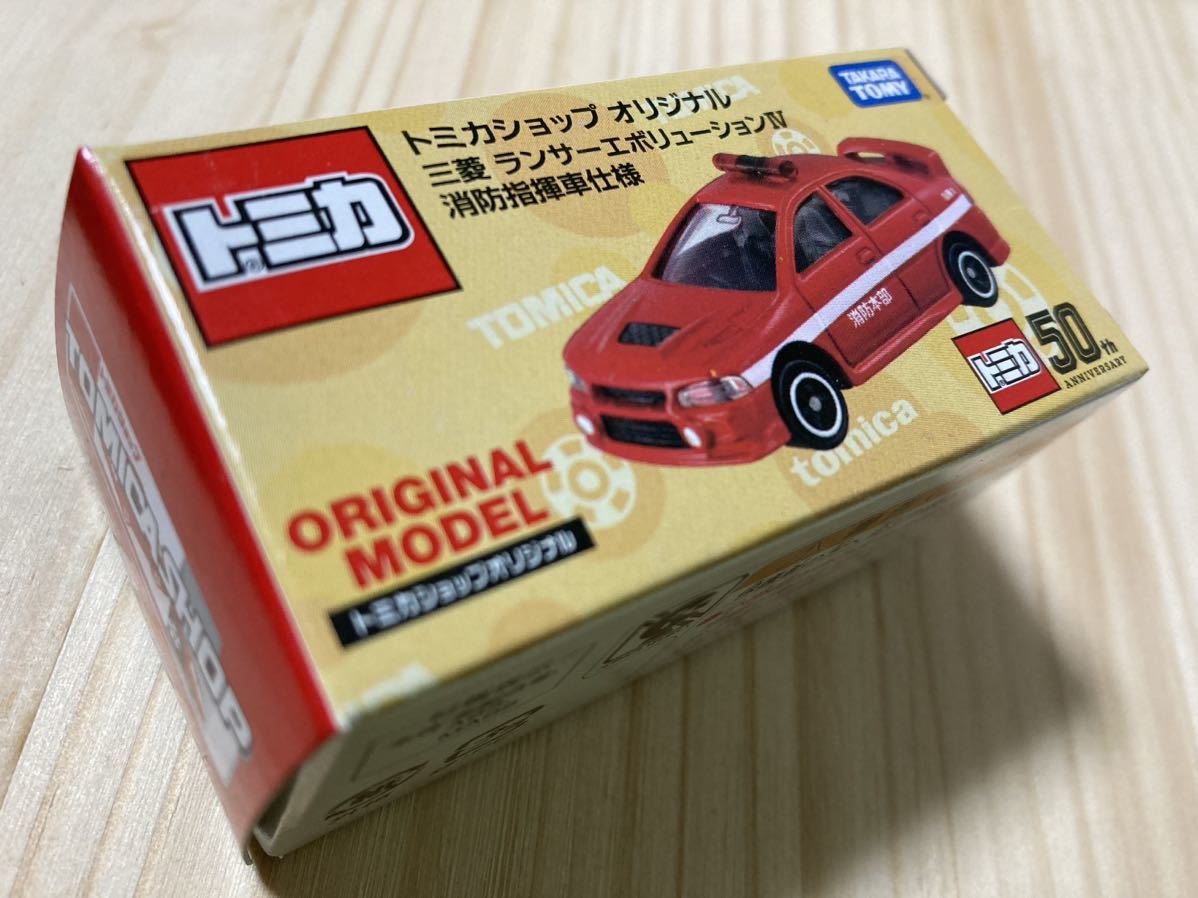 トミカショップ オリジナル
三菱 ランサーエボリューションIV
消防指揮車仕様
TAKARA
TOMY
トミカ
®
TOMICA
消防本部
トミカ
50th
ANNIVERSARY
tomica
ORIGINAL
MODEL
トミカショップオリジナル
TOMICA SHOP